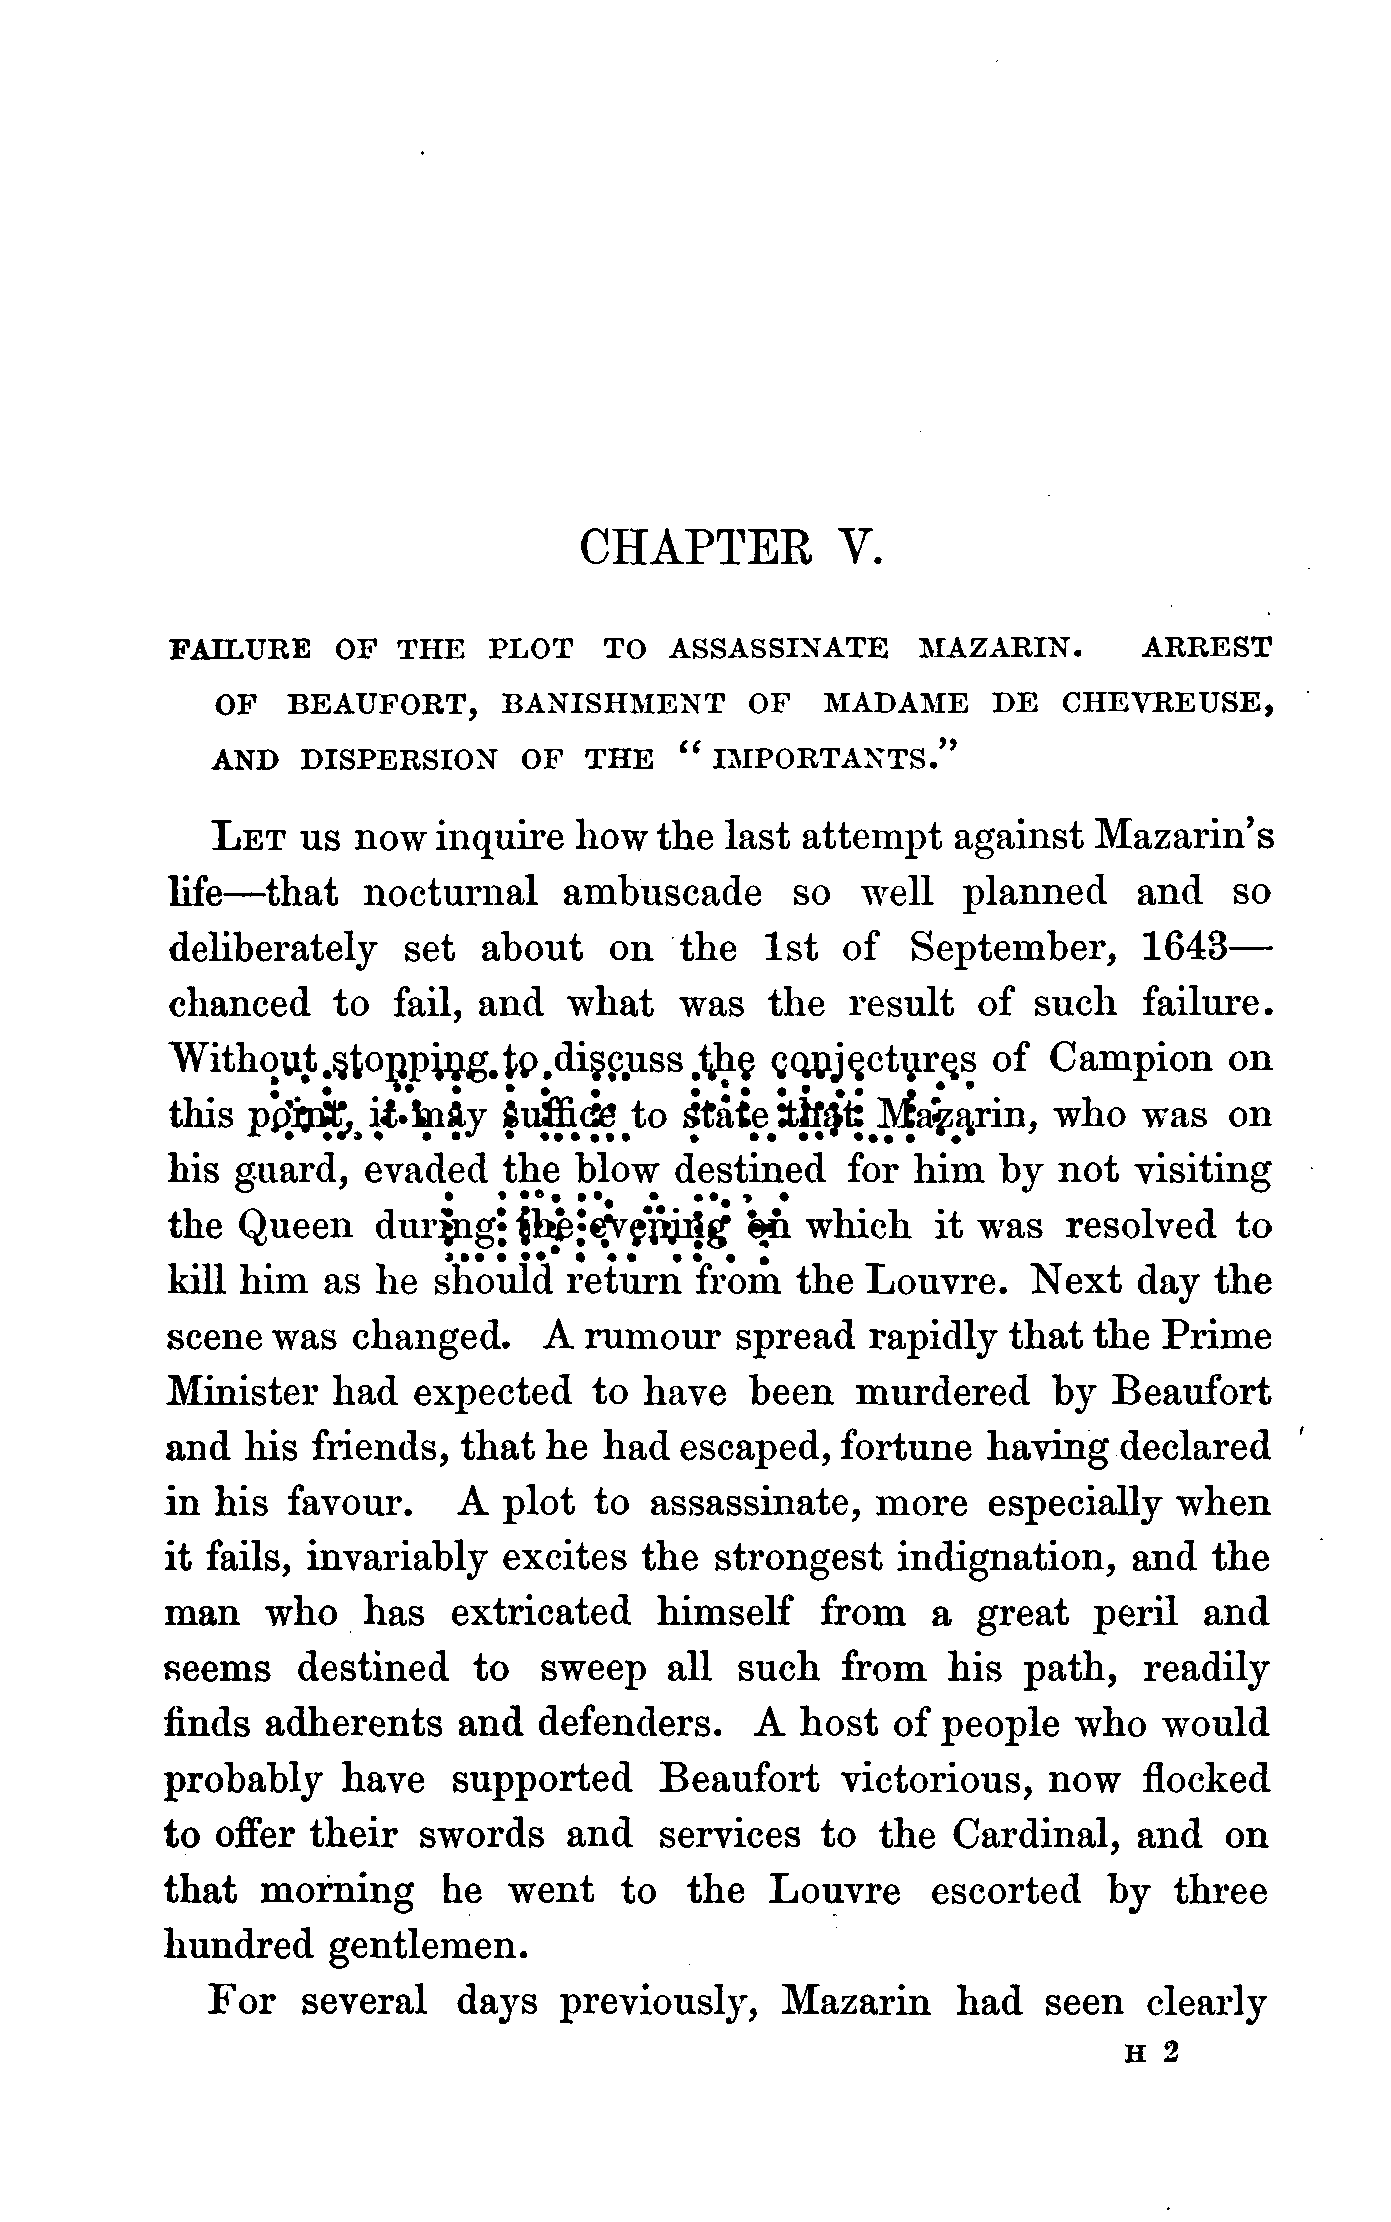 CHAPTER V.
FAILURE OF THE PLOT TO ASSASSINATE MAZARIN. ARREST
OF BEAUFORT, BANISHMENT OF MADAME DE CHEVREUSE,
AND DISPERSION OF THE “IMPORTANTS.”
LET us now inquire how the last attempt against Mazarin’s
life—that nocturnal ambuscade so well planned and so
deliberately set about on the 1st of September, 1643—
chanced to fail, and what was the result of such failure.
Without stopping to discuss the conjectures of Campion on
this point, it may suffice to state that Mazarin, who was on
his guard, evaded the blow destined for him by not visiting
the Queen during the evening on which it was resolved to
kill him as he should return from the Louvre. Next day the
scene was changed. A rumour spread rapidly that the Prime
Minister had expected to have been murdered by Beaufort
and his friends, that he had escaped, fortune having declared
in his favour. A plot to assassinate, more especially when
it fails, invariably excites the strongest indignation, and the
man who has extricated himself from a great peril and
seems destined to sweep all such from his path, readily
finds adherents and defenders. A host of people who would
probably have supported Beaufort victorious, now flocked
to offer their swords and services to the Cardinal, and on
that morning he went to the Louvre escorted by three
hundred gentlemen.
For several days previously, Mazarin had seen clearly
H 2